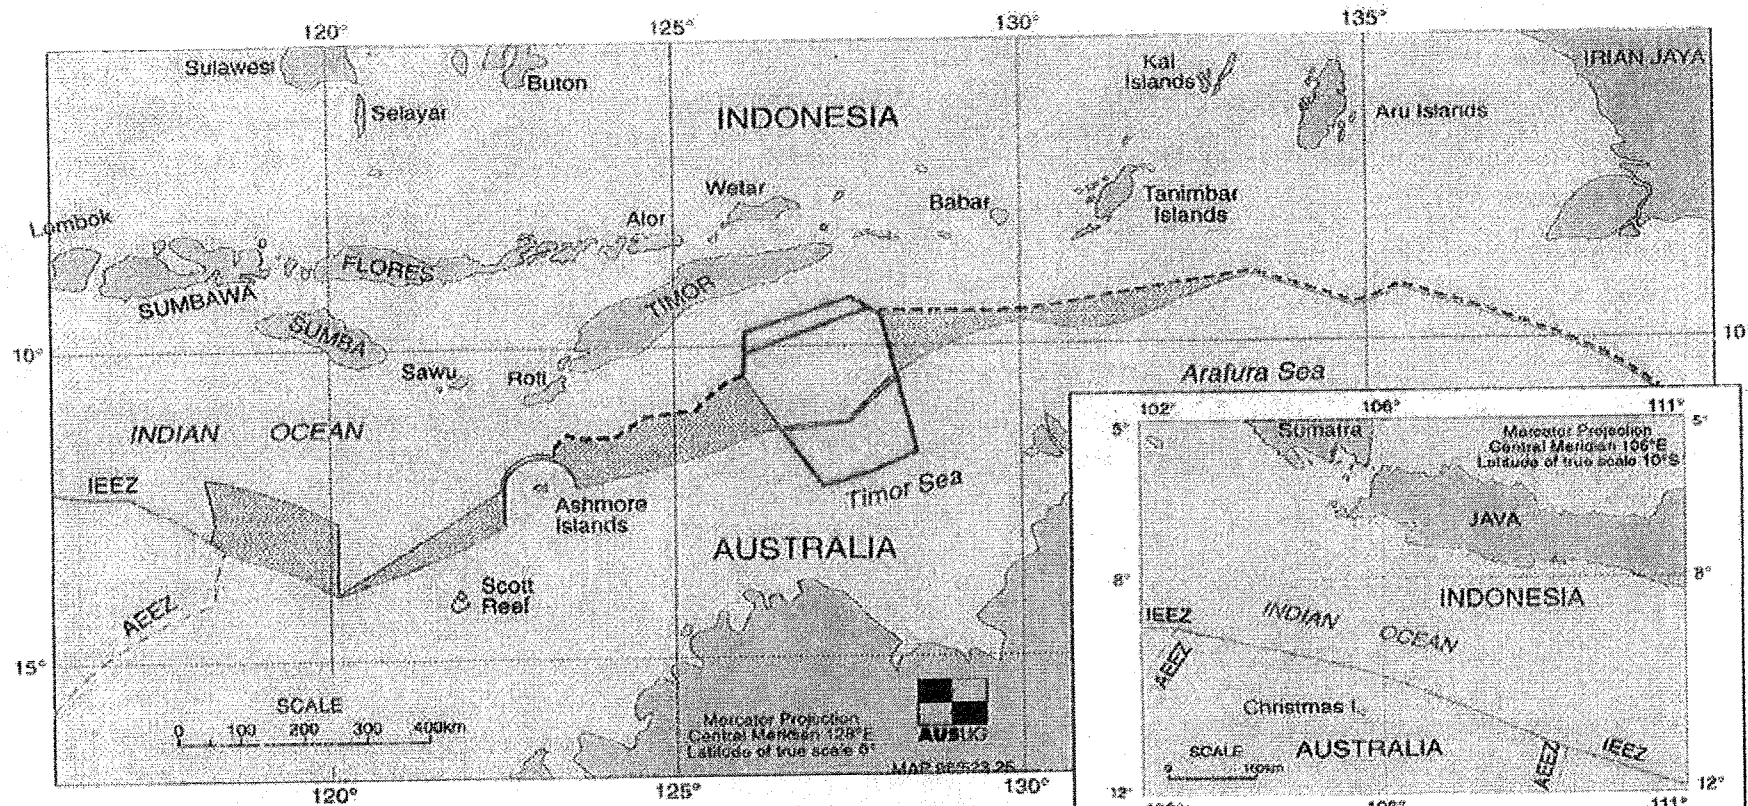 120°
125°
130°
135°
Sulawesi
Buton
Selayar
INDONESIA
Kai
Islands
IRIAN JAYA
Aru Islands
Wetar
Babar
Tanimbar
Islands
Alor
Lombok
FLORES
SUMBAWA
TIMOR
SUMBA
10°
10
Sawu
Roti
Arafura Sea
INDIAN OCEAN
IEEZ
Timor Sea
Ashmore
Islands
AUSTRALIA
Scott
Reef
AEEZ
15°
SCALE
0 100 200 300 400km
Mercator Projection
Central Meridian 128°E
Latitude of true scale 0°
120°
125°
130°
102°
106°
111°
5°
5°
Sumatra
Mercator Projection
Central Meridian 106°E
Latitude of true scale 10°S
JAVA
8°
8°
INDONESIA
IEEZ
INDIAN OCEAN
AEEZ
Christmas I.
SCALE
AUSTRALIA
0
AEEZ
IEEZ
12°
12°
111°